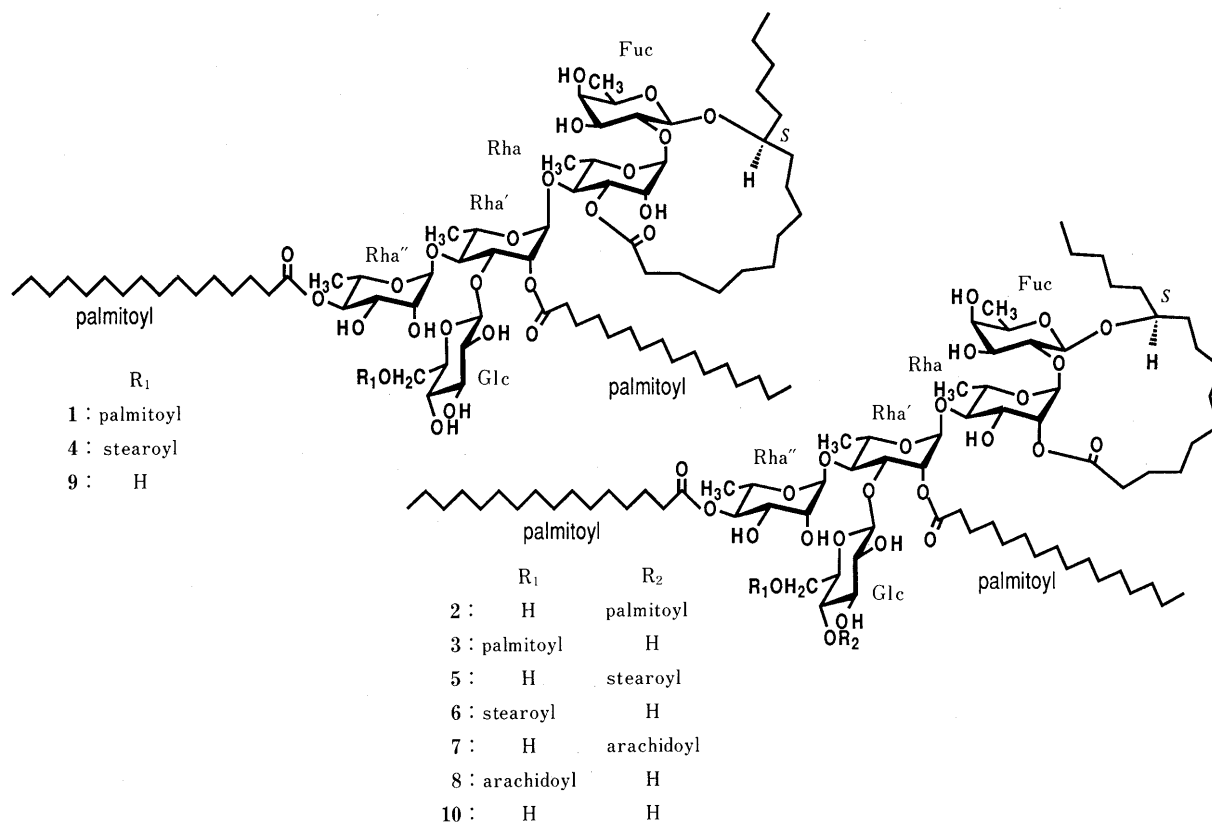 Fuc
HO CH₃ O O
HO O S
Rha H₃C O H
O HO
Rha' O OH O
H₃C O
Rha'' O
O H₃C O O
O HO OH OH O OH O
palmitoyl
R₁OH₂C Glc palmitoyl
OH
OH
R₁
1 : palmitoyl
4 : stearoyl
9 : H
Fuc
HO CH₃ O O S
HO O H
Rha H₃C O
O HO O O
Rha' H₃C O
Rha'' O
O H₃C O O O
O HO OH OH O OH O
palmitoyl
R₁OH₂C Glc palmitoyl
OH
OR₂
R₁ R₂
2 : H palmitoyl
3 : palmitoyl H
5 : H stearoyl
6 : stearoyl H
7 : H arachidoyl
8 : arachidoyl H
10 : H H